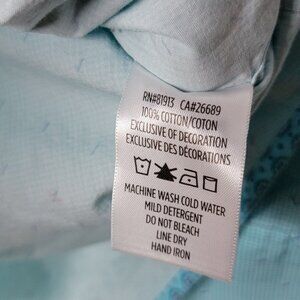 RN#81913 CA#26689
100% COTTON/COTON
EXCLUSIVE OF DECORATION
EXCLUSIVE DES DÉCORATIONS
MACHINE WASH COLD WATER
MILD DETERGENT
DO NOT BLEACH
LINE DRY
HAND IRON